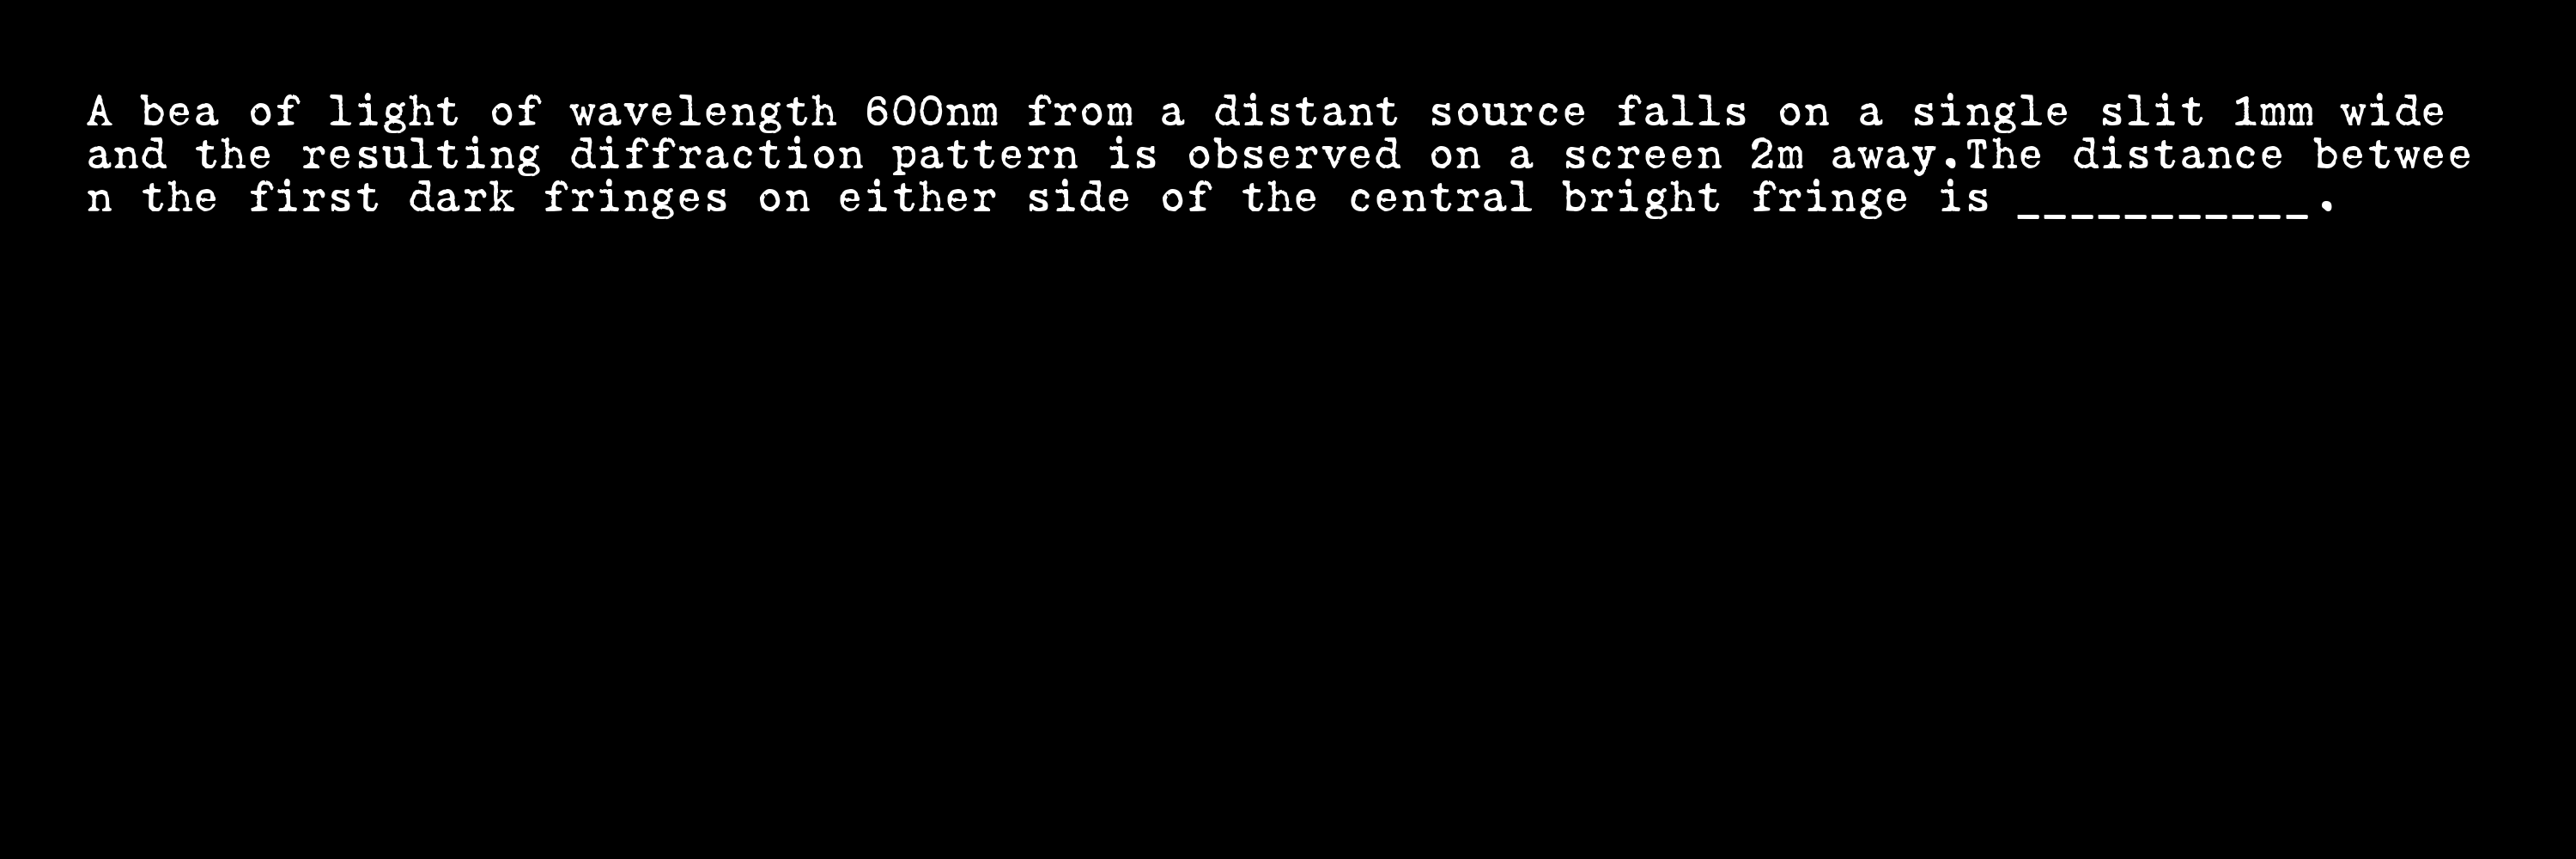 A bea of light of wavelength 600nm from a distant source falls on a single slit 1mm wide
and the resulting diffraction pattern is observed on a screen 2m away.The distance betwee
n the first dark fringes on either side of the central bright fringe is ___________.